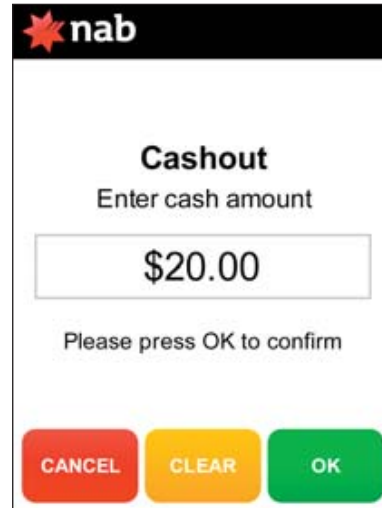 nab
Cashout
Enter cash amount
$20.00
Please press OK to confirm
CANCEL CLEAR OK